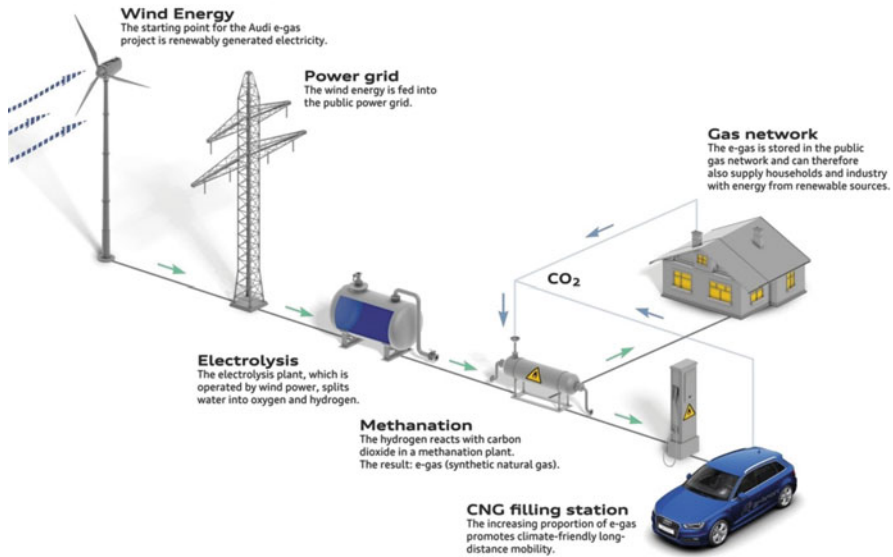 Wind Energy
The starting point for the Audi e-gas
project is renewably generated electricity.
Power grid
The wind energy is fed into
the public power grid.
Gas network
The e-gas is stored in the public
gas network and can therefore
also supply households and industry
with energy from renewable sources.
CO₂
Electrolysis
The electrolysis plant, which is
operated by wind power, splits
water into oxygen and hydrogen.
Methanation
The hydrogen reacts with carbon
dioxide in a methanation plant.
The result: e-gas (synthetic natural gas).
CNG filling station
The increasing proportion of e-gas
promotes climate-friendly long-
distance mobility.